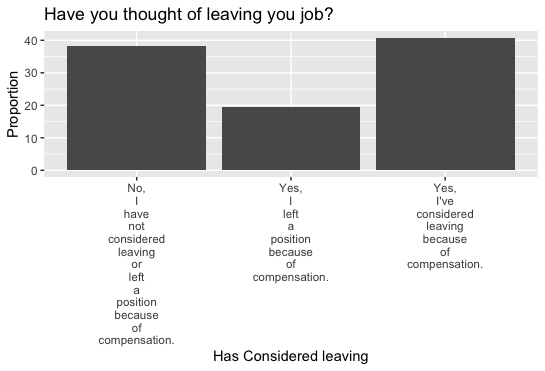 Have you thought of leaving you job?
Proportion
40
30
20
10
0
No,
I
have
not
considered
leaving
or
left
a
position
because
of
compensation.
Yes,
I
left
a
position
because
of
compensation.
Yes,
I've
considered
leaving
because
of
compensation.
Has Considered leaving